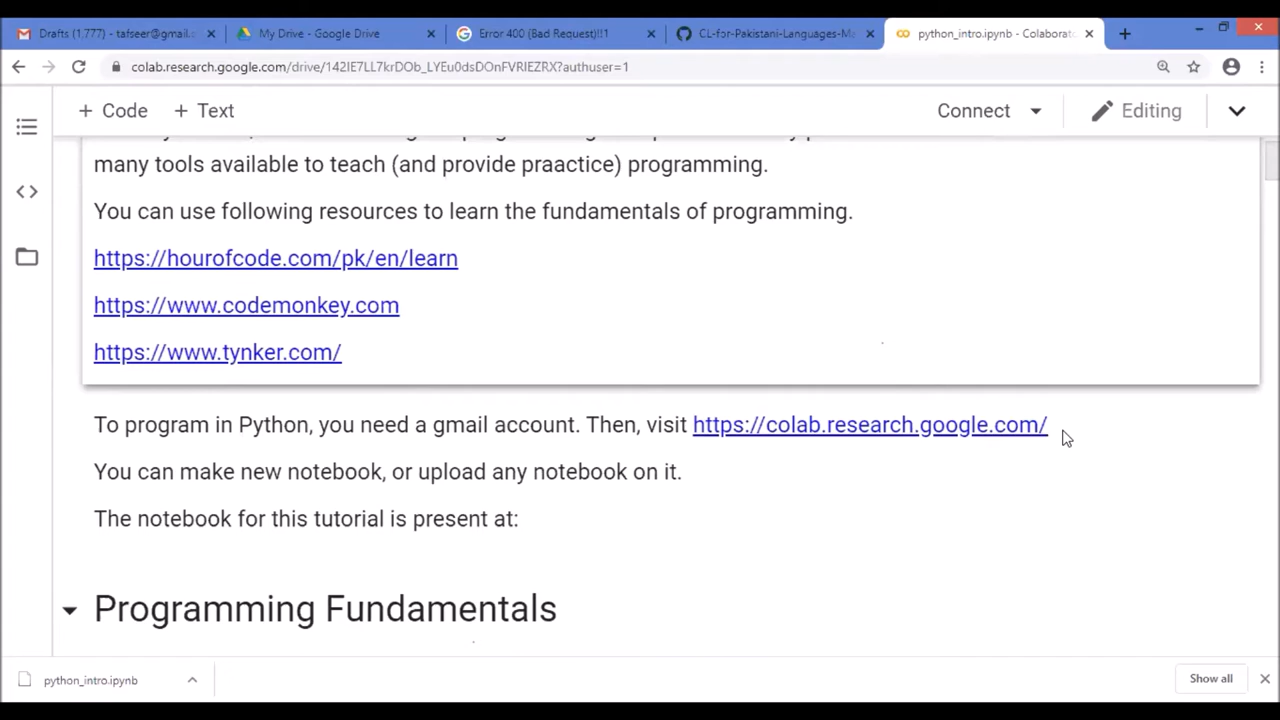 Drafts (1,777) - tafseer@gmail.c
My Drive - Google Drive
Error 400 (Bad Request)!!1
CL-for-Pakistani-Languages-Ma
python_intro.ipynb - Colaborato
colab.research.google.com/drive/142IE7LL7krDOb_LYEu0dsDOnFVRIEZRX?authuser=1
+ Code + Text
Connect
Editing
many tools available to teach (and provide praactice) programming.
You can use following resources to learn the fundamentals of programming.
https://hourofcode.com/pk/en/learn
https://www.codemonkey.com
https://www.tynker.com/
To program in Python, you need a gmail account. Then, visit https://colab.research.google.com/
You can make new notebook, or upload any notebook on it.
The notebook for this tutorial is present at:
Programming Fundamentals
python_intro.ipynb
Show all